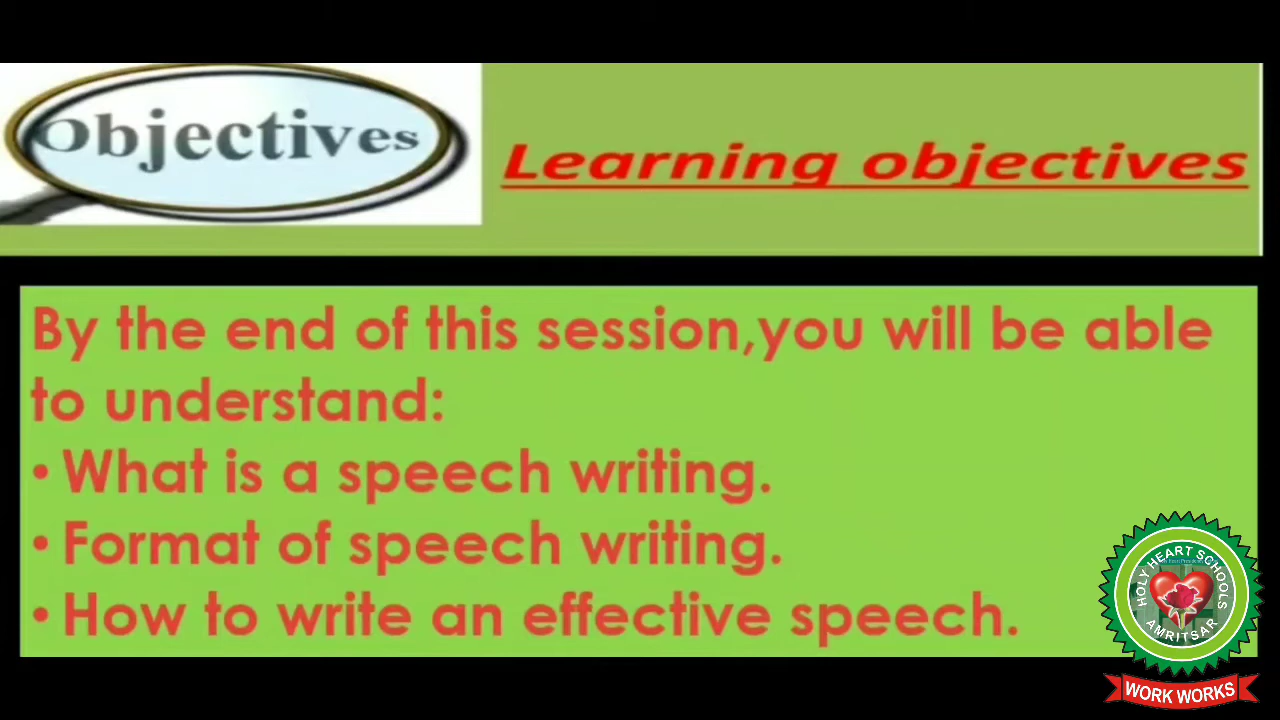 Objectives
Learning objectives
By the end of this session,you will be able
to understand:
• What is a speech writing.
• Format of speech writing.
• How to write an effective speech.
HOLY HEART SCHOOLS
AMRITSAR
WORK WORKS